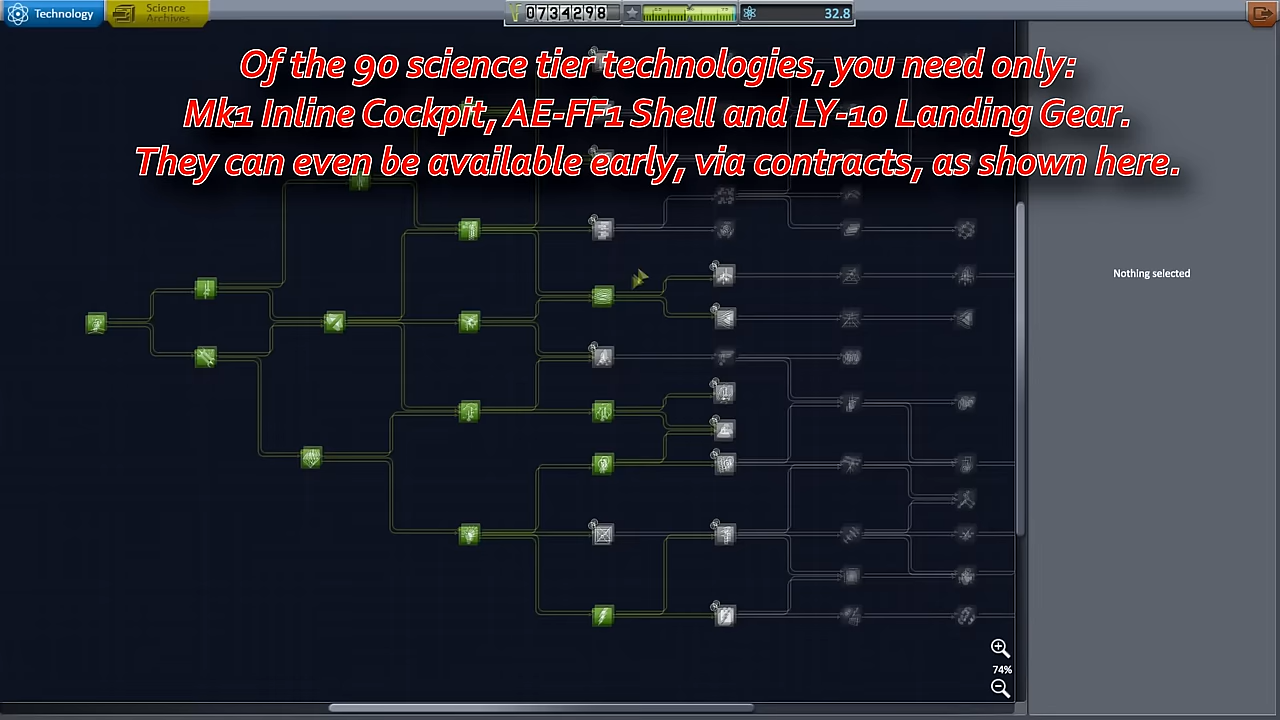 Technology
Science
Archives
0734298
32.8
Of the 90 science tier technologies, you need only:
Mk1 Inline Cockpit, AE-FF1 Shell and LY-10 Landing Gear.
They can even be available early, via contracts, as shown here.
Nothing selected
74%